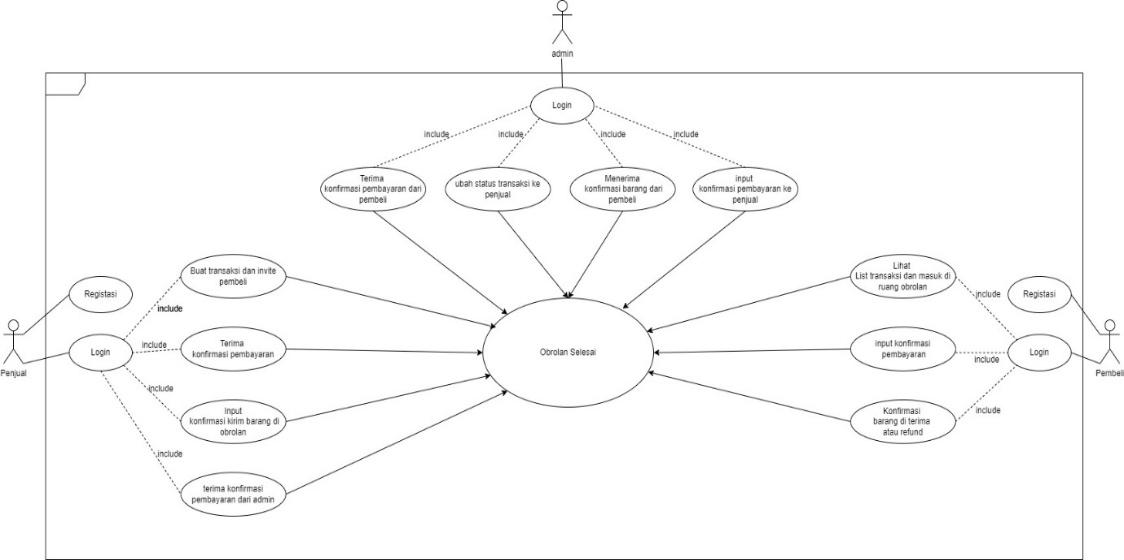 admin
Login
include
include
include
include
Terima
konfirmasi pembayaran dari
pembeli
ubah status transaksi ke
penjual
Menerima
konfirmasi barang dari
pembeli
input
konfirmasi pembayaran ke
penjual
Penjual
Registasi
Login
include
include
include
include
Buat transaksi dan invite
pembeli
Terima
konfirmasi pembayaran
Input
konfirmasi kirim barang di
obrolan
terima konfirmasi
pembayaran dari admin
Obrolan Selesai
Lihat
List transaksi dan masuk di
ruang obrolan
input konfirmasi
pembayaran
Konfirmasi
barang di terima
atau refund
include
include
include
Registasi
Login
Pembeli